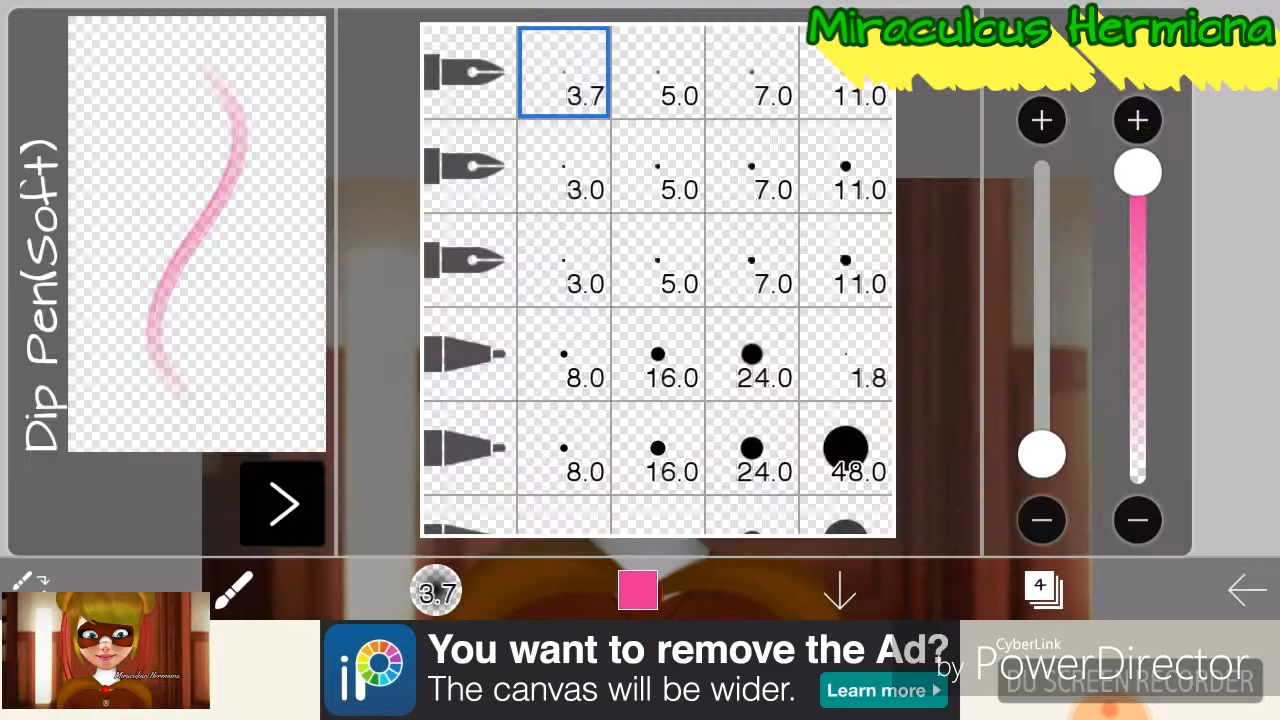 Miraculous Hermiona
Dip Pen(Soft)
3.7 5.0 7.0 11.0
3.0 5.0 7.0 11.0
3.0 5.0 7.0 11.0
8.0 16.0 24.0 1.8
8.0 16.0 24.0 48.0
3.7
4
MiraculousHermiona
iP
You want to remove the Ad?
The canvas will be wider.
Learn more
CyberLink
by PowerDirector
DU SCREEN RECORDER